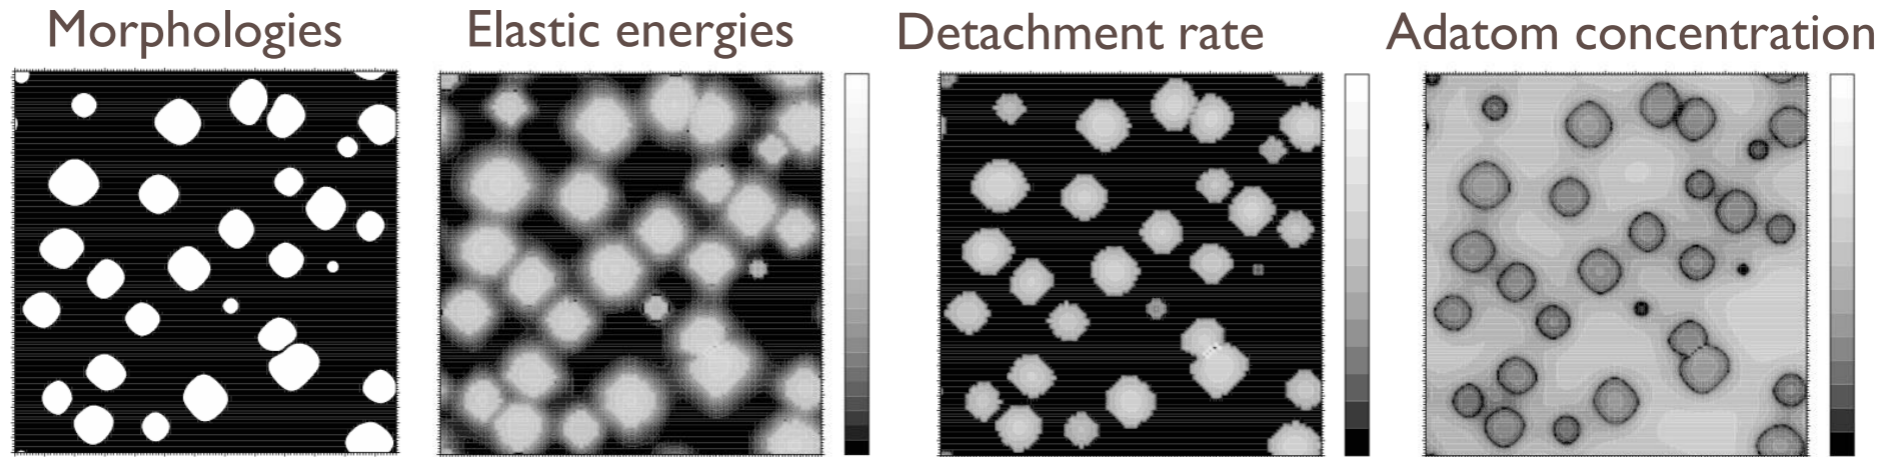 Morphologies
Elastic energies
Detachment rate
Adatom concentration